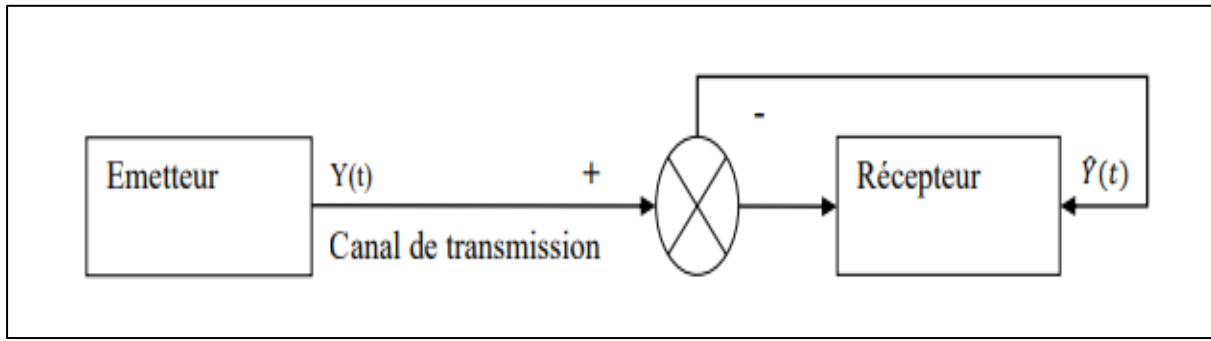 -
Emetteur
Y(t)
+
Récepteur
Ŷ(t)
Canal de transmission